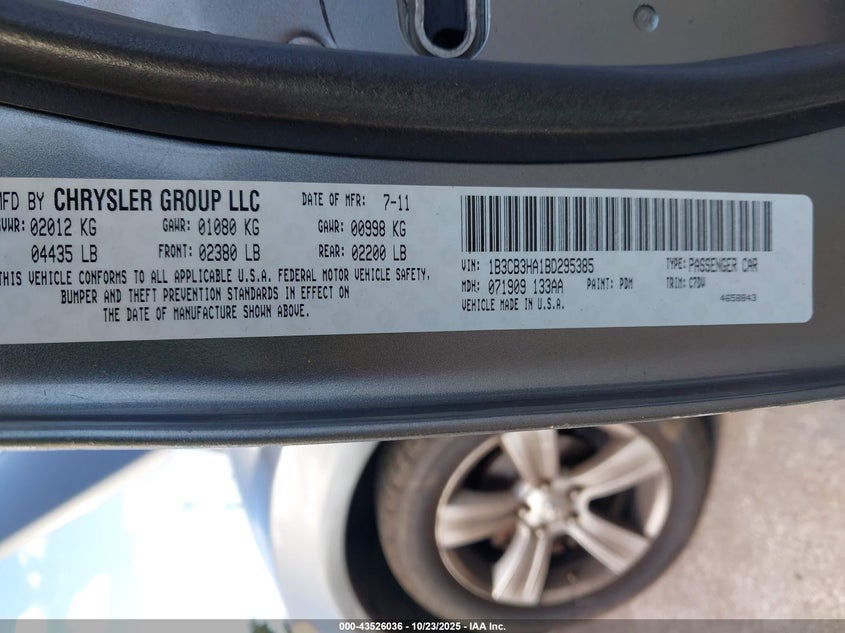 MFD BY CHRYSLER GROUP LLC DATE OF MFR: 7-11
GVWR: 02012 KG GAWR: 01080 KG GAWR: 00998 KG
04435 LB FRONT: 02380 LB REAR: 02200 LB
THIS VEHICLE CONFORMS TO ALL APPLICABLE U.S.A. FEDERAL MOTOR VEHICLE SAFETY,
BUMPER AND THEFT PREVENTION STANDARDS IN EFFECT ON
THE DATE OF MANUFACTURE SHOWN ABOVE.
VIN: 1B3CB3HA1BD295385 TYPE: PASSENGER CAR
MDH: 071909 133AA PAINT: PDM TRIM: C7DV
VEHICLE MADE IN U.S.A. 4658843
000-43526036 - 10/23/2025 - IAA Inc.